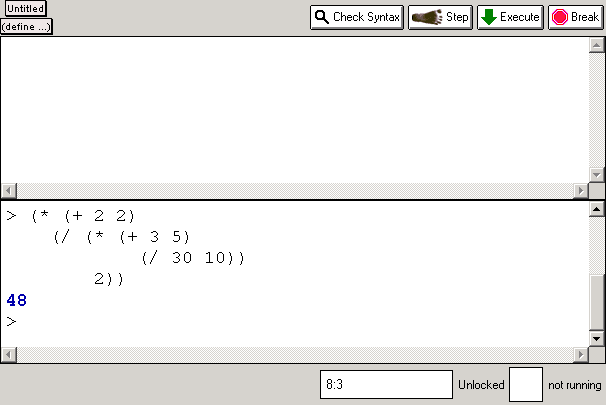 Untitled
(define ...)
Check Syntax Step Execute Break
> (* (+ 2 2)
    (/ (* (+ 3 5)
            (/ 30 10))
        2))
48
>
8:3 Unlocked not running